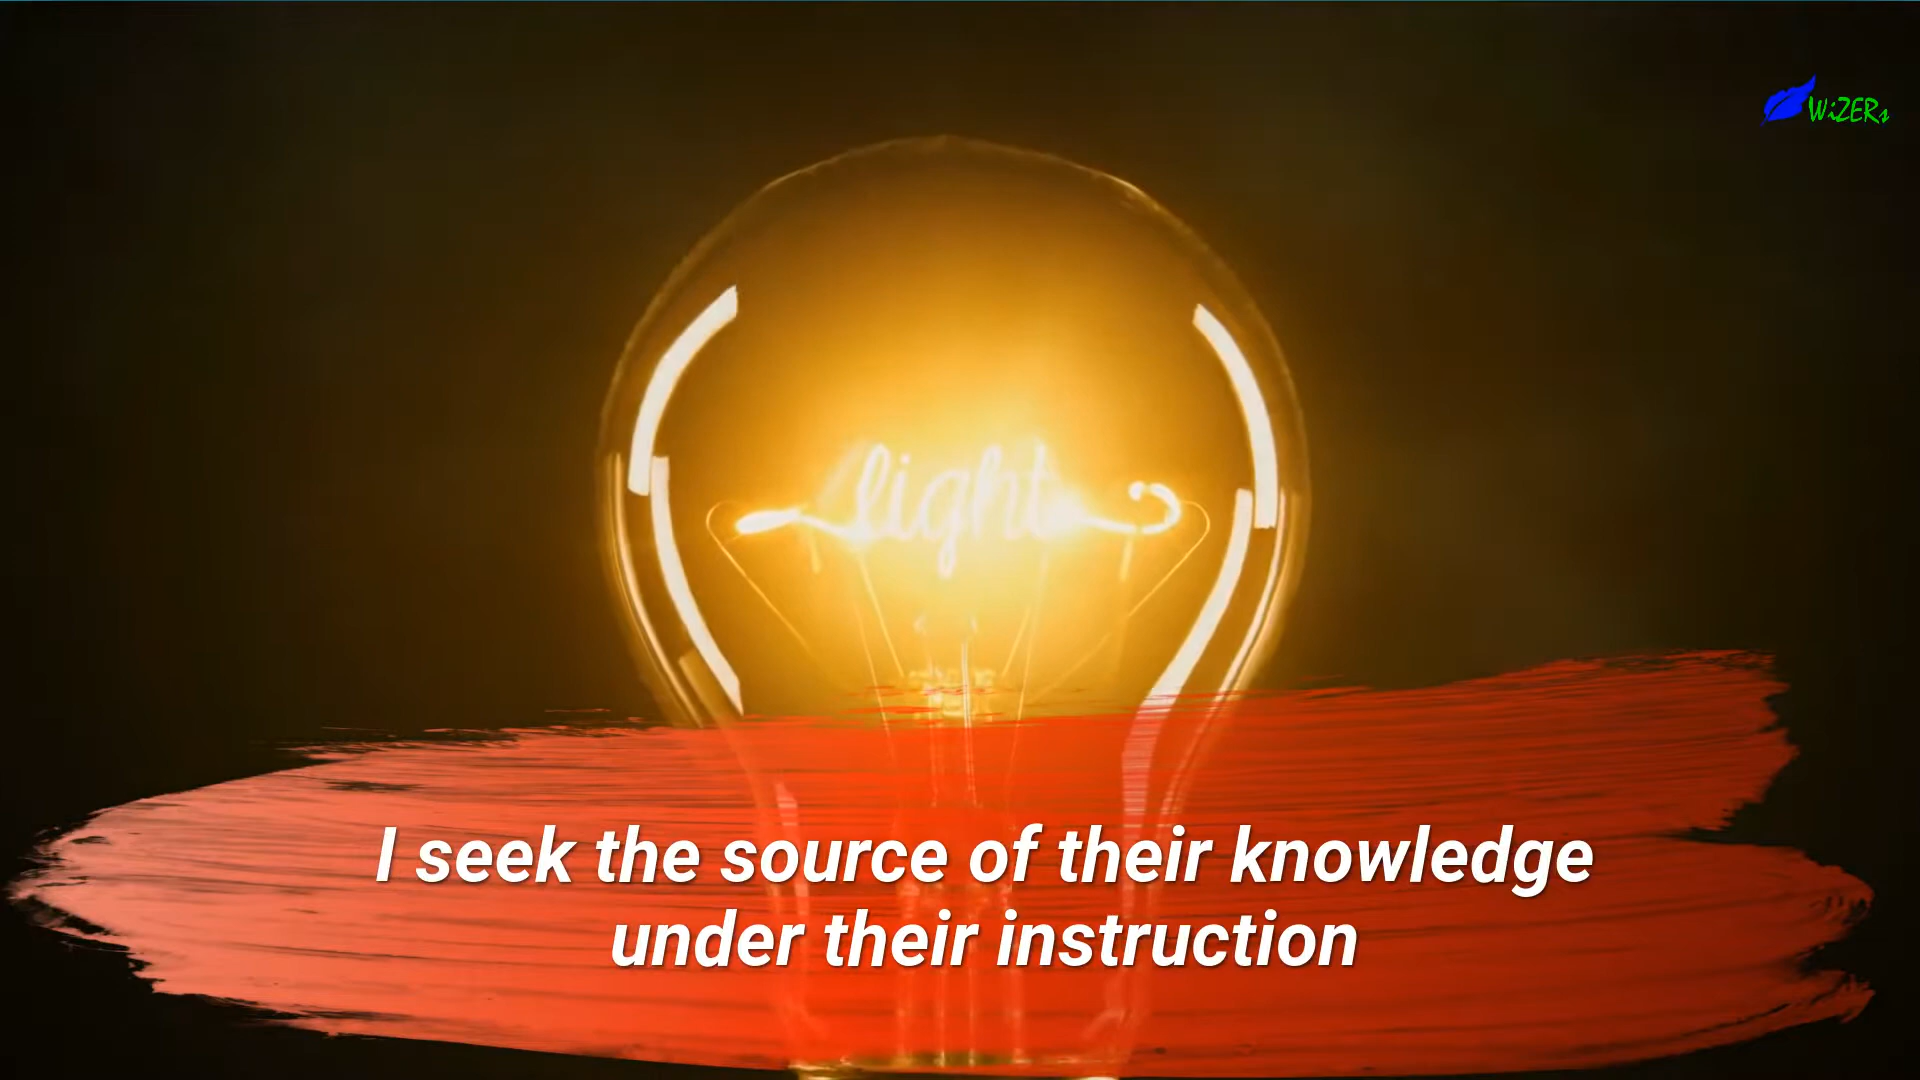 WiZERs
light
I seek the source of their knowledge
under their instruction